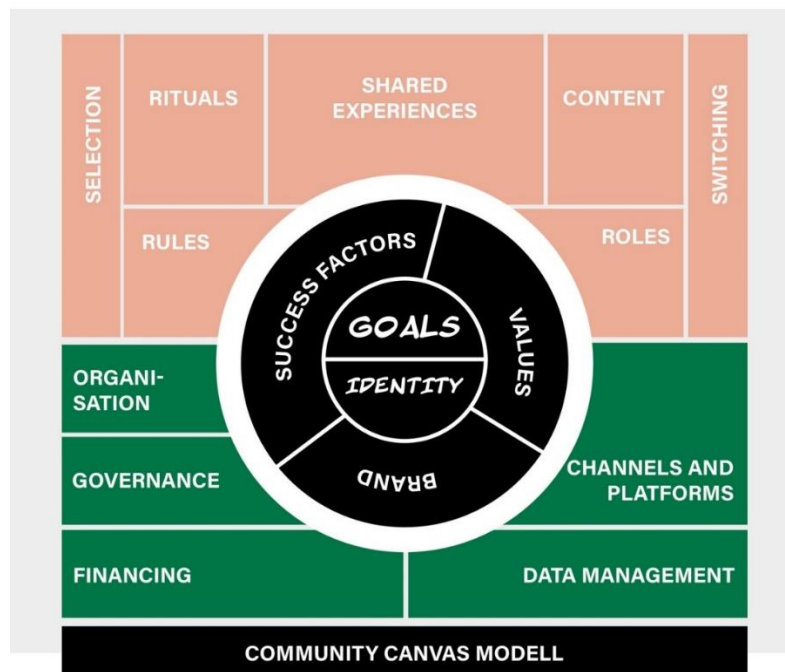 SELECTION
RITUALS
SHARED
EXPERIENCES
CONTENT
SWITCHING
RULES
ROLES
SUCCESS FACTORS
VALUES
GOALS
IDENTITY
BRAND
ORGANI-
SATION
GOVERNANCE
CHANNELS AND
PLATFORMS
FINANCING
DATA MANAGEMENT
COMMUNITY CANVAS MODELL